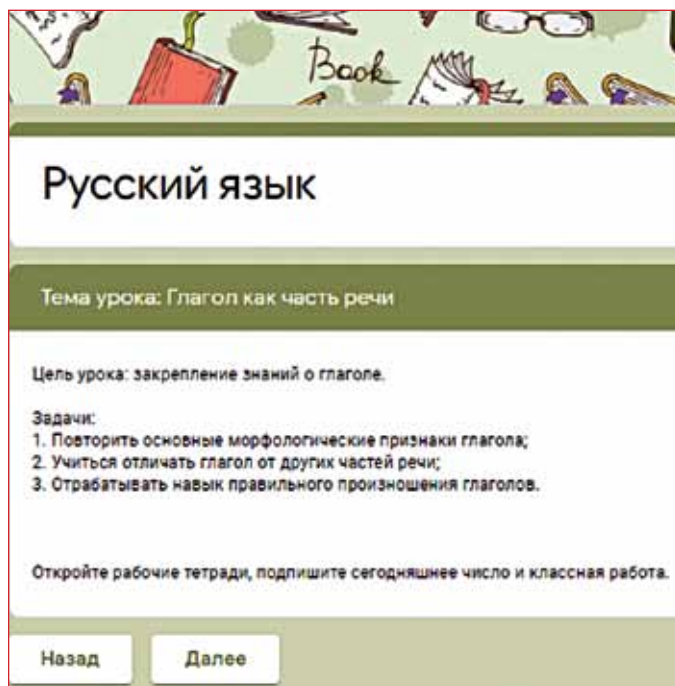 Book
Русский язык
Тема урока: Глагол как часть речи
Цель урока: закрепление знаний о глаголе.
Задачи:
1. Повторить основные морфологические признаки глагола;
2. Учиться отличать глагол от других частей речи;
3. Отрабатывать навык правильного произношения глаголов.
Откройте рабочие тетради, подпишите сегодняшнее число и классная работа.
Назад Далее